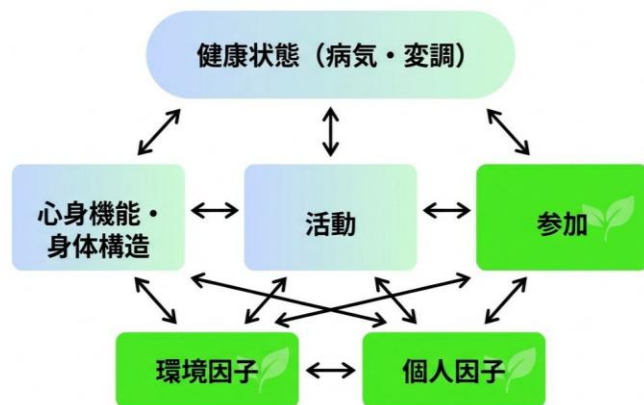 健康状態（病気・変調）
心身機能・
身体構造
活動
参加
環境因子
個人因子